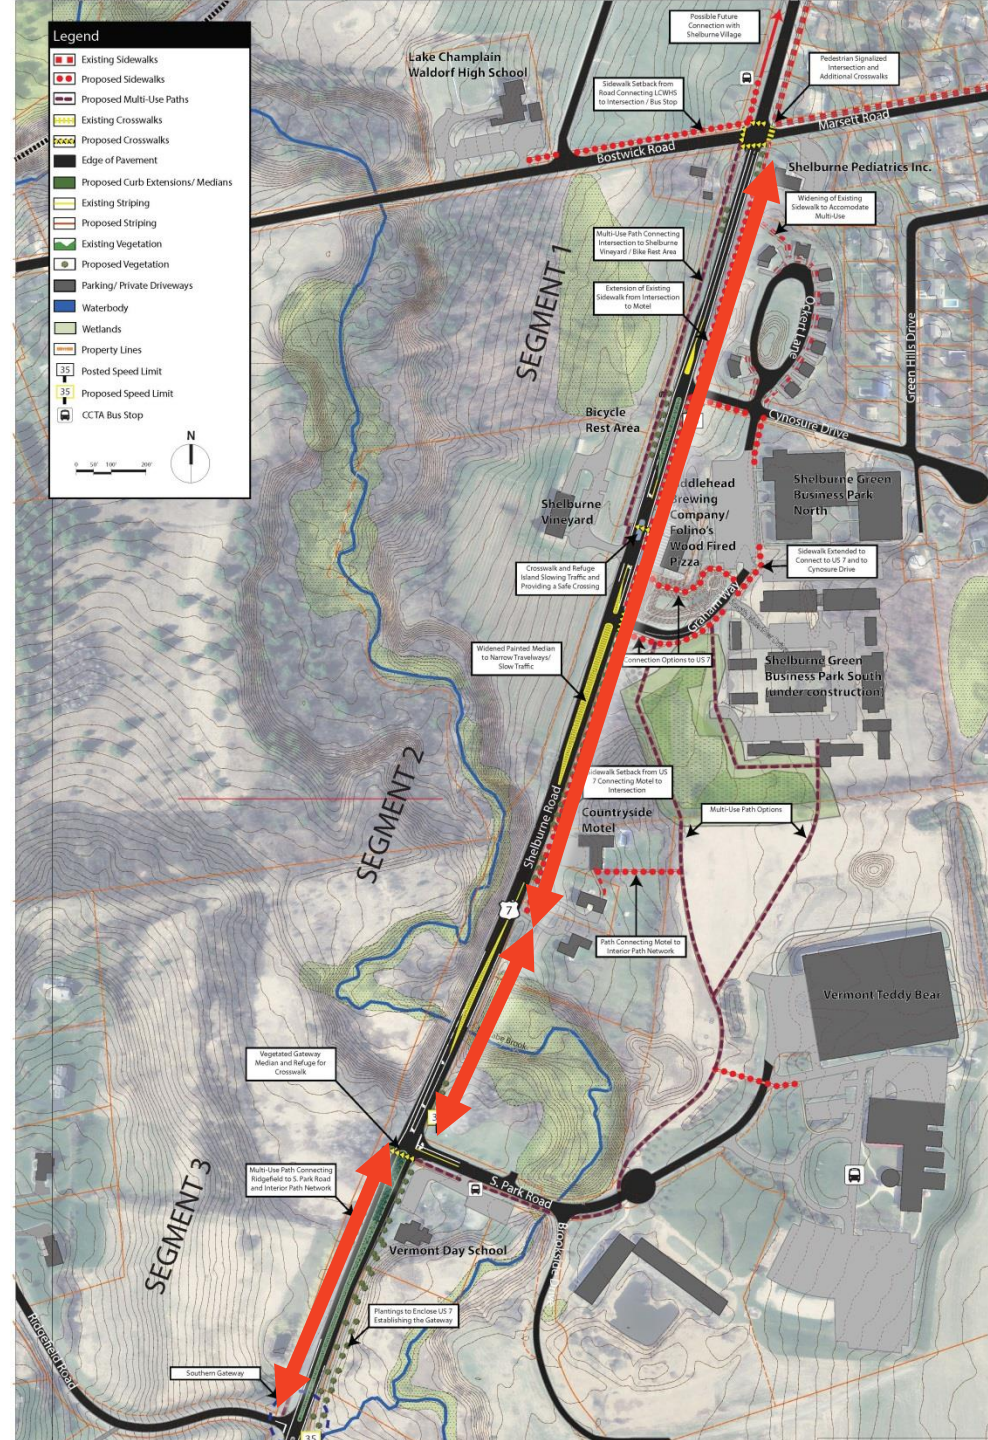 Legend
Existing Sidewalks
Proposed Sidewalks
Proposed Multi-Use Paths
Existing Crosswalks
Proposed Crosswalks
Edge of Pavement
Proposed Curb Extensions/ Medians
Existing Striping
Proposed Striping
Existing Vegetation
Proposed Vegetation
Parking/ Private Driveways
Waterbody
Wetlands
Property Lines
35 Posted Speed Limit
35 Proposed Speed Limit
CCTA Bus Stop
N
0 50' 100' 200'
Possible Future
Connection with
Shelburne Village
Lake Champlain
Waldorf High School
Sidewalk Setback from
Road Connecting LCWHS
to Intersection / Bus Stop
Pedestrian Signalized
Intersection and
Additional Crosswalks
Marsett Road
Bostwick Road
Shelburne Pediatrics Inc.
Widening of Existing
Sidewalk to Accomodate
Multi-Use
Multi-Use Path Connecting
Intersection to Shelburne
Vineyard / Bike Rest Area
Extension of Existing
Sidewalk from Intersection
to Motel
SEGMENT 1
Ockert Lane
Green Hills Drive
Bicycle
Rest Area
Cynosure Drive
Shelburne
Vineyard
ddlehead
Brewing
Company/
Folino's
Wood Fired
Pizza
Shelburne Green
Business Park
North
Crosswalk and Refuge
Island Slowing Traffic and
Providing a Safe Crossing
Sidewalk Extended to
Connect to US 7 and to
Cynosure Drive
Graham Way
Widened Painted Median
to Narrow Travelways/
Slow Traffic
Connection Options to US 7
Shelburne Green
Business Park South
(under construction)
SEGMENT 2
idewalk Setback from US
7 Connecting Motel to
Intersection
Multi-Use Path Options
Shelburne Road
Countryside
Motel
7
Path Connecting Motel to
Interior Path Network
Vermont Teddy Bear
Brook
Vegetated Gateway
Median and Refuge for
Crosswalk
SEGMENT 3
Multi-Use Path Connecting
Ridgefield to S. Park Road
and Interior Path Network
S. Park Road
Vermont Day School
Plantings to Enclose US 7
Establishing the Gateway
Ridgefield Road
Southern Gateway
35